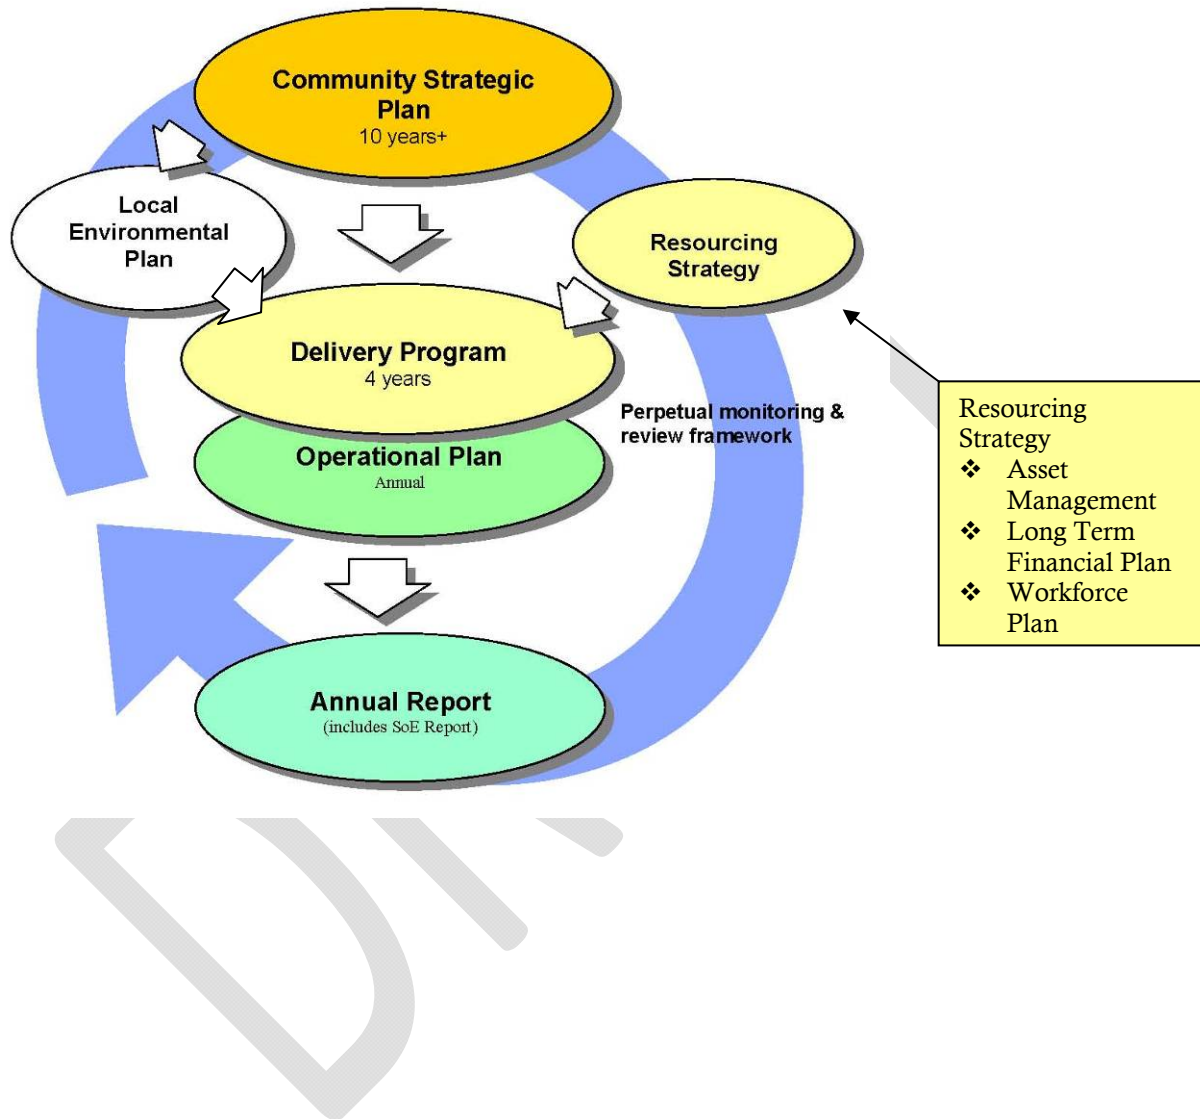 Community Strategic
Plan
10 years+
Local
Environmental
Plan
Resourcing
Strategy
Delivery Program
4 years
Perpetual monitoring &
review framework
Operational Plan
Annual
Annual Report
(includes SoE Report)
Resourcing
Strategy
❖ Asset
Management
❖ Long Term
Financial Plan
❖ Workforce
Plan